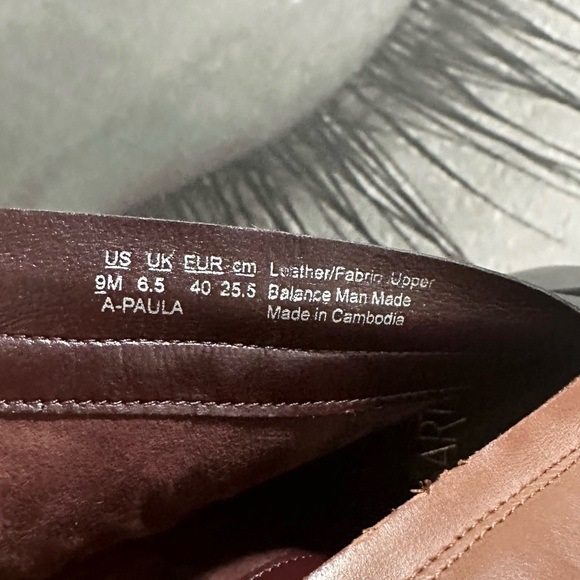 US UK EUR cm
9M 6.5 40 25.5
A-PAULA
Leather/Fabric Upper
Balance Man Made
Made in Cambodia